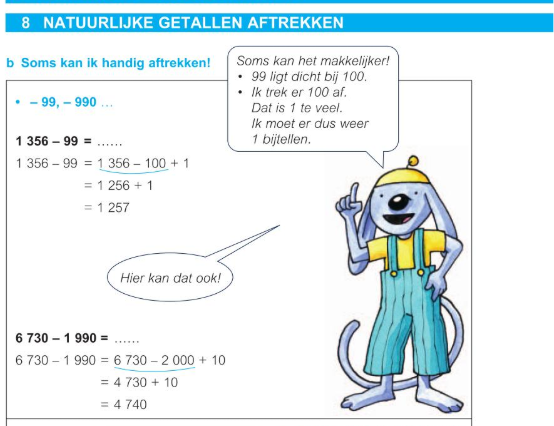 8 NATUURLIJKE GETALLEN AFTREKKEN
b Soms kan ik handig aftrekken!
Soms kan het makkelijker!
• 99 ligt dicht bij 100.
• Ik trek er 100 af.
Dat is 1 te veel.
Ik moet er dus weer
1 bijtellen.
• – 99, – 990 ...
1 356 – 99 = ......
1 356 – 99 = 1 356 – 100 + 1
= 1 256 + 1
= 1 257
Hier kan dat ook!
6 730 – 1 990 = ......
6 730 – 1 990 = 6 730 – 2 000 + 10
= 4 730 + 10
= 4 740